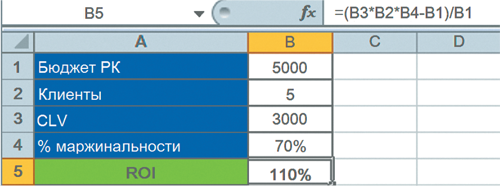 B5 fx =(B3*B2*B4-B1)/B1
A B C D
1 Бюджет РК 5000
2 Клиенты 5
3 CLV 3000
4 % маржинальности 70%
5 ROI 110%